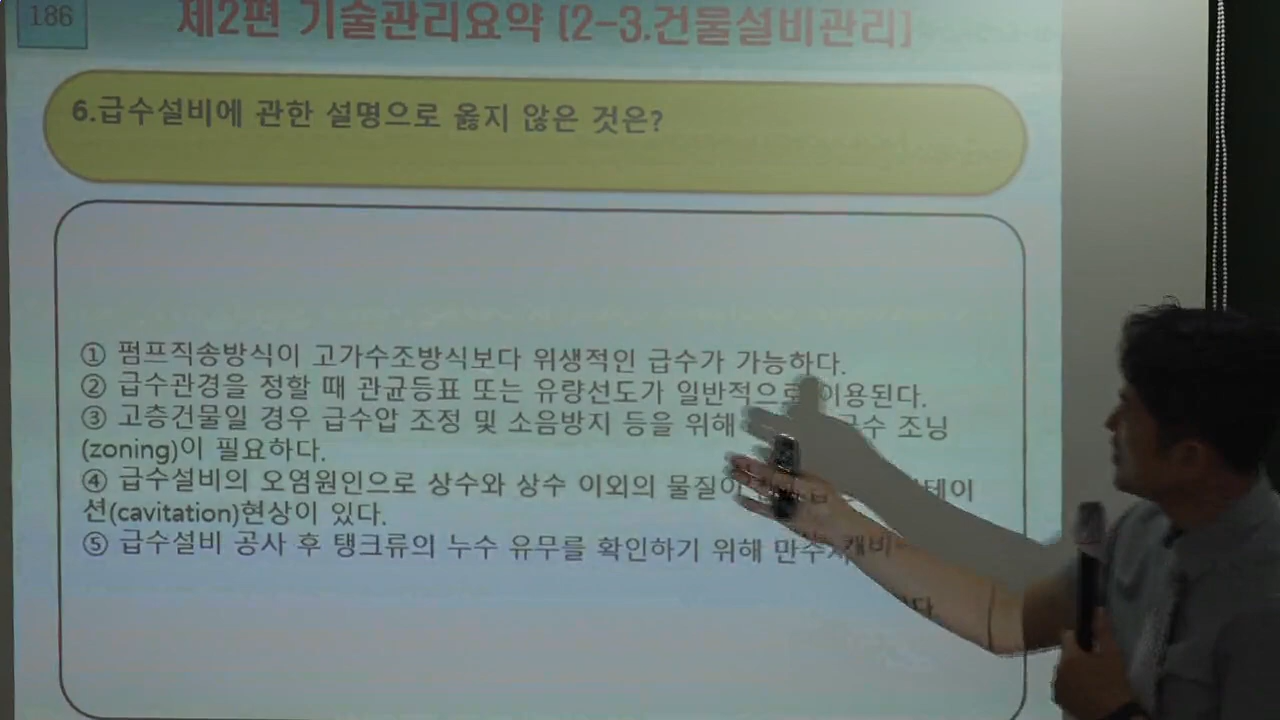 186
제2편 기술관리요약 [2-3.건물설비관리]
6.급수설비에 관한 설명으로 옳지 않은 것은?
① 펌프직송방식이 고가수조방식보다 위생적인 급수가 가능하다.
② 급수관경을 정할 때 관균등표 또는 유량선도가 일반적으로 이용된다.
③ 고층건물일 경우 급수압 조정 및 소음방지 등을 위해 급수 조닝
(zoning)이 필요하다.
④ 급수설비의 오염원인으로 상수와 상수 이외의 물질이 테이
션(cavitation)현상이 있다.
⑤ 급수설비 공사 후 탱크류의 누수 유무를 확인하기 위해 만수